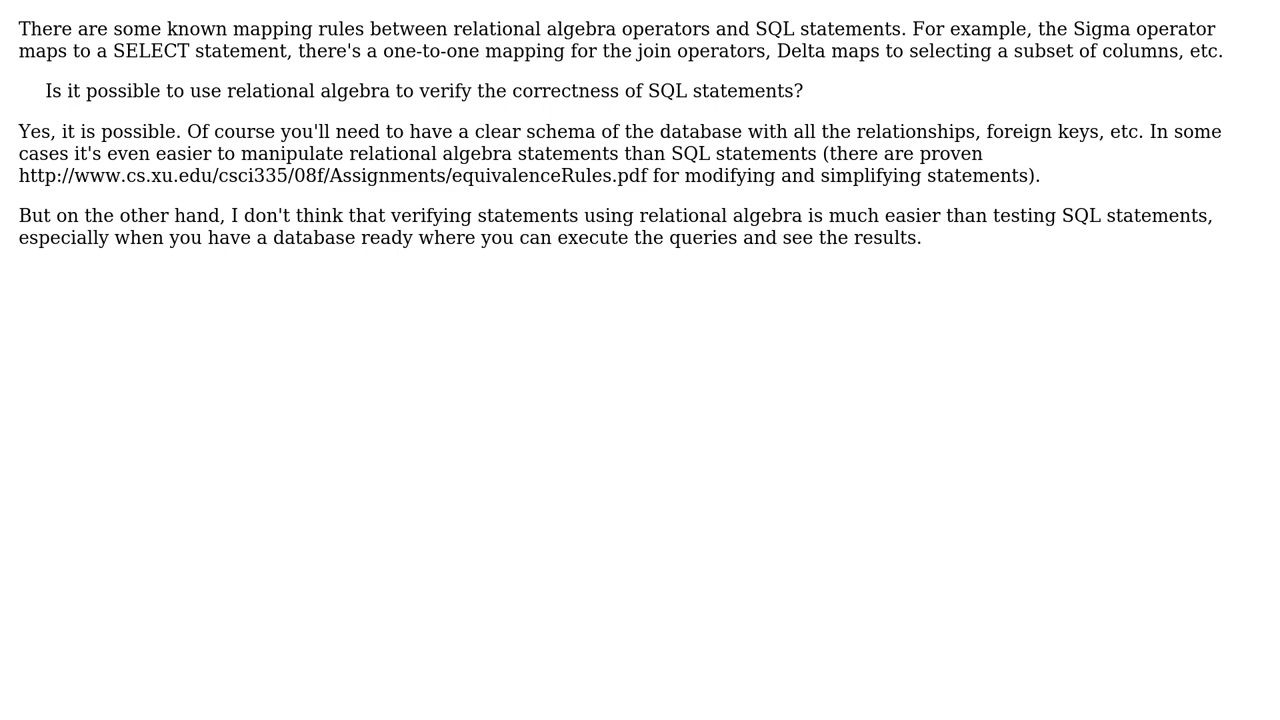 There are some known mapping rules between relational algebra operators and SQL statements. For example, the Sigma operator
maps to a SELECT statement, there's a one-to-one mapping for the join operators, Delta maps to selecting a subset of columns, etc.
Is it possible to use relational algebra to verify the correctness of SQL statements?
Yes, it is possible. Of course you'll need to have a clear schema of the database with all the relationships, foreign keys, etc. In some
cases it's even easier to manipulate relational algebra statements than SQL statements (there are proven
http://www.cs.xu.edu/csci335/08f/Assignments/equivalenceRules.pdf for modifying and simplifying statements).
But on the other hand, I don't think that verifying statements using relational algebra is much easier than testing SQL statements,
especially when you have a database ready where you can execute the queries and see the results.